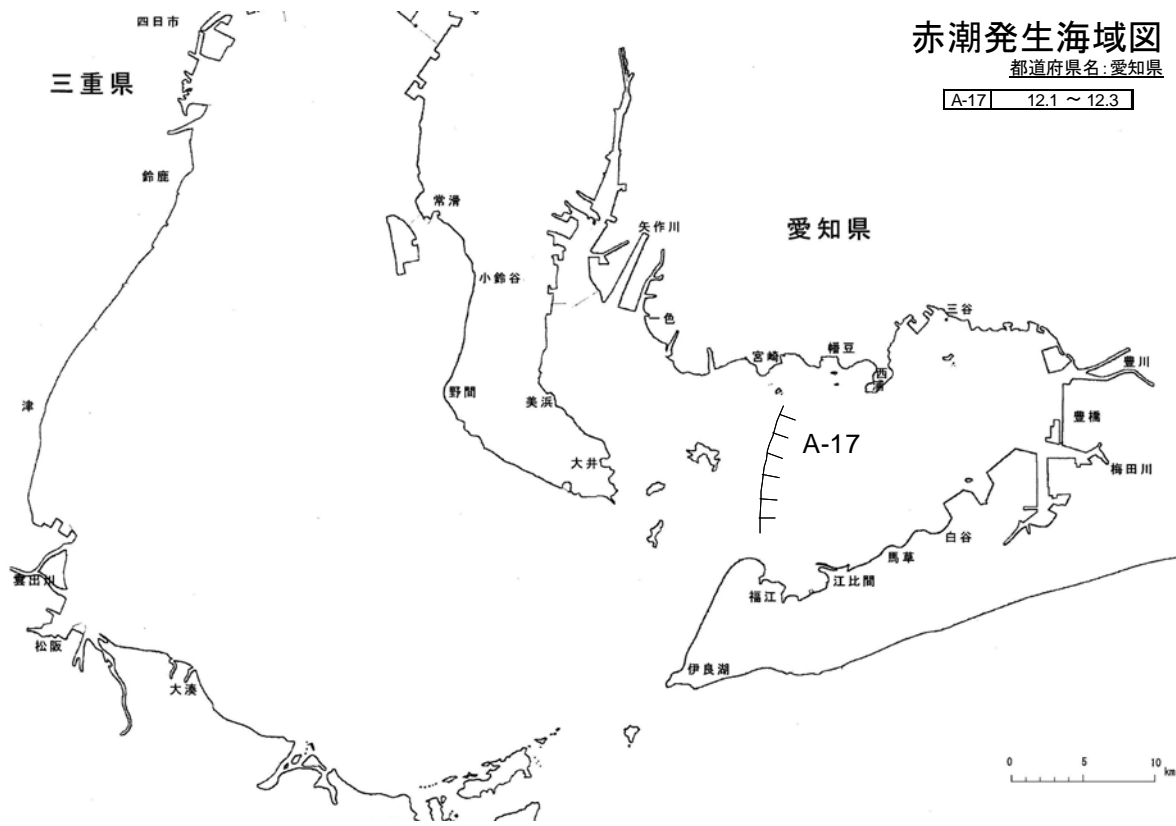 赤潮発生海域図
都道府県名:愛知県
A-17 12.1 ～ 12.3
四日市
三重県
鈴鹿
常滑
矢作川
愛知県
小鈴谷
一色
三谷
宮崎
幡豆
西浦
豊川
津
野間
美浜
豊橋
A-17
大井
梅田川
白谷
馬草
雲出川
江比間
福江
松阪
伊良湖
大湊
0 5 10
km